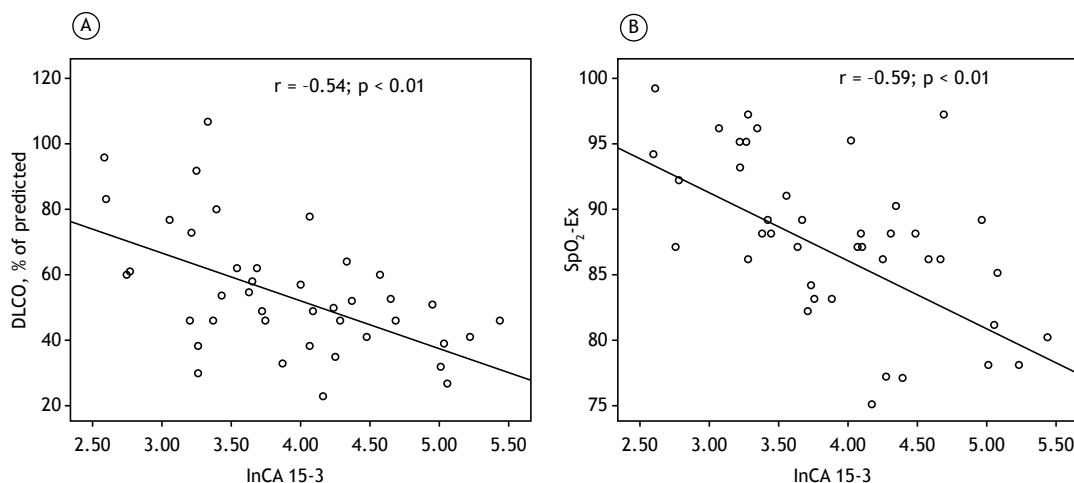 A
r = -0.54; p < 0.01
DLCO, % of predicted
120
100
80
60
40
20
2.50 3.00 3.50 4.00 4.50 5.00 5.50
lnCA 15-3
B
r = -0.59; p < 0.01
SpO₂-Ex
100
95
90
85
80
75
2.50 3.00 3.50 4.00 4.50 5.00 5.50
lnCA 15-3